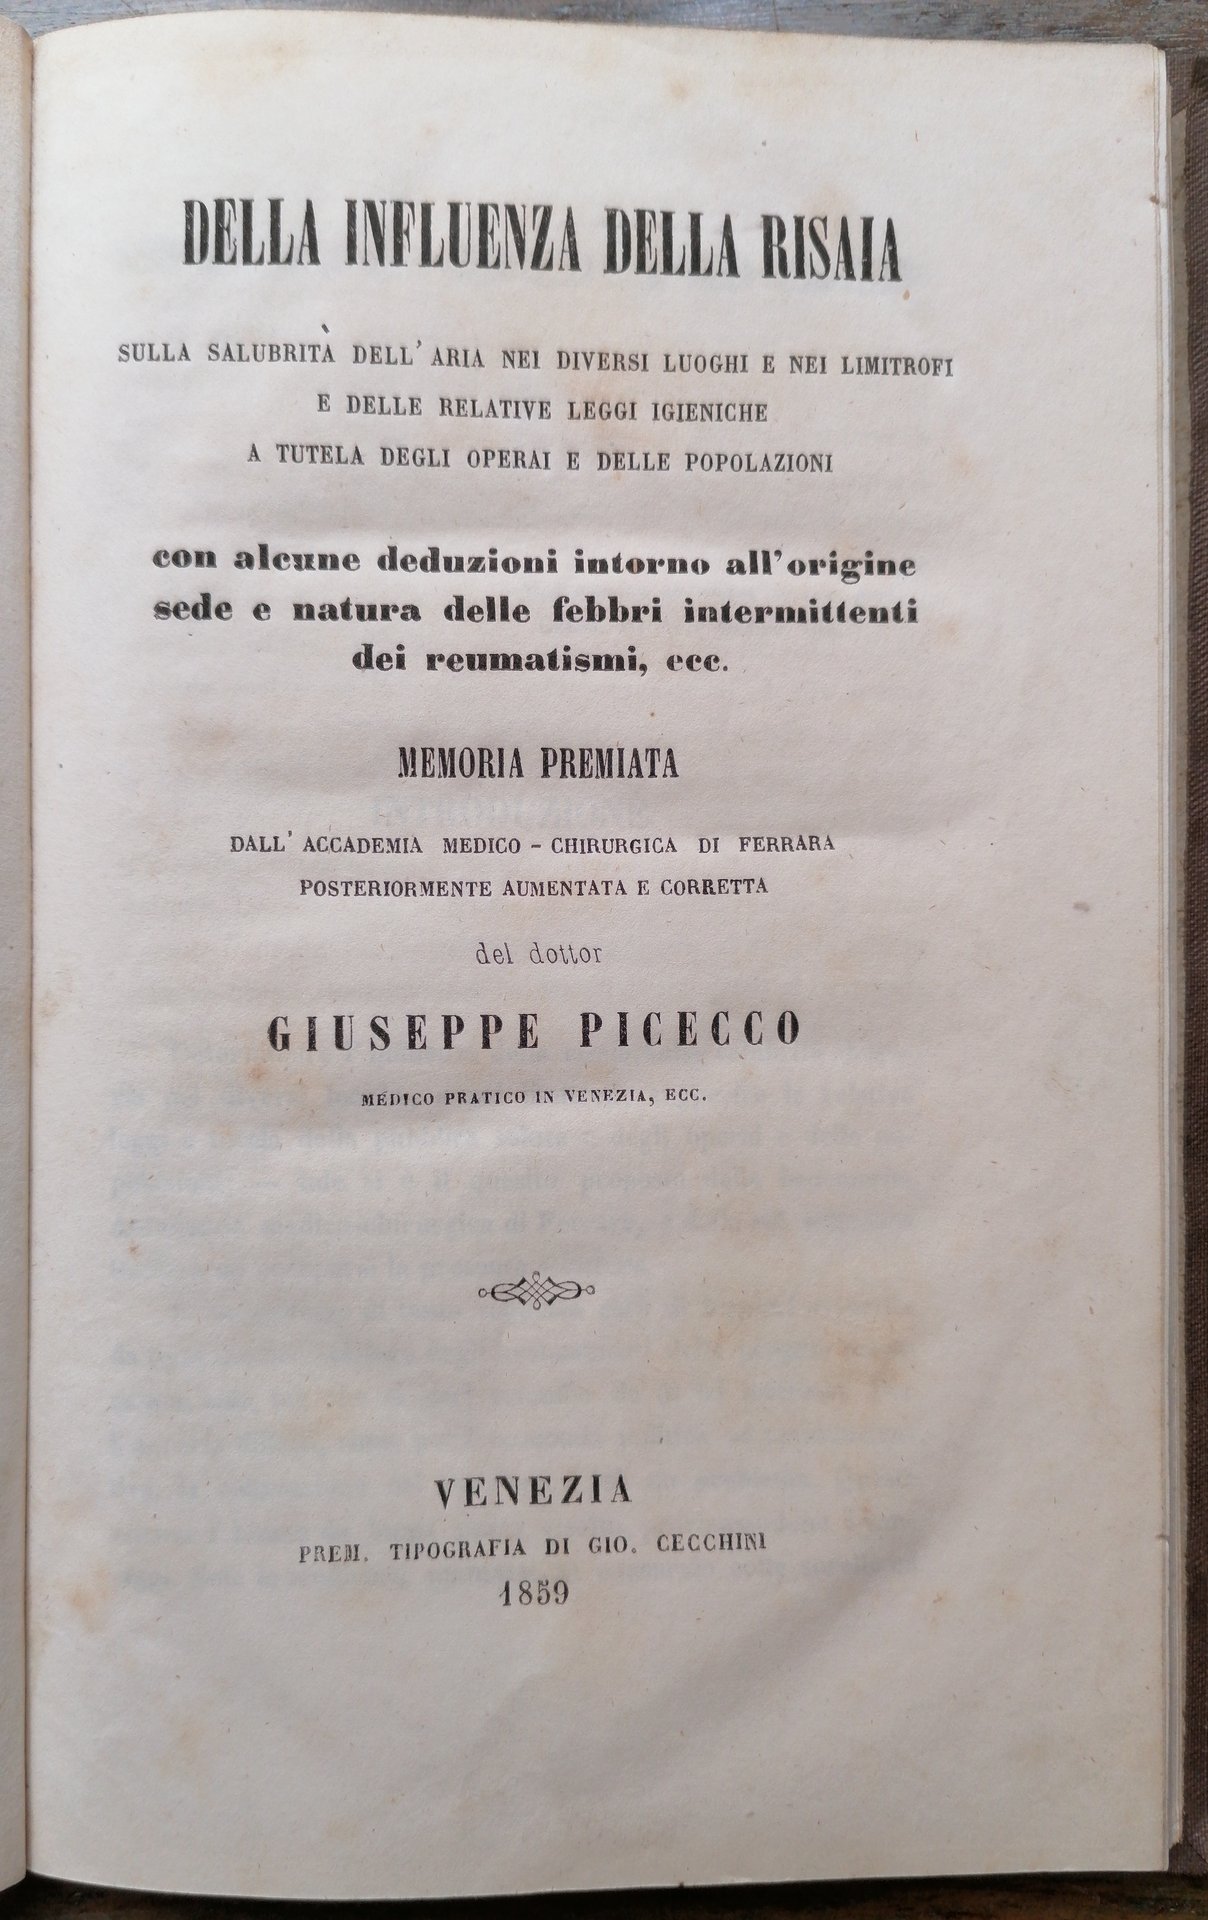 DELLA INFLUENZA DELLA RISAIA
SULLA SALUBRITÀ DELL' ARIA NEI DIVERSI LUOGHI E NEI LIMITROFI
E DELLE RELATIVE LEGGI IGIENICHE
A TUTELA DEGLI OPERAI E DELLE POPOLAZIONI
con alcune deduzioni intorno all'origine
sede e natura delle febbri intermittenti
dei reumatismi, ecc.
MEMORIA PREMIATA
DALL' ACCADEMIA MEDICO - CHIRURGICA DI FERRARA
POSTERIORMENTE AUMENTATA E CORRETTA
del dottor
GIUSEPPE PICECCO
MEDICO PRATICO IN VENEZIA, ECC.
VENEZIA
PREM. TIPOGRAFIA DI GIO. CECCHINI
1859